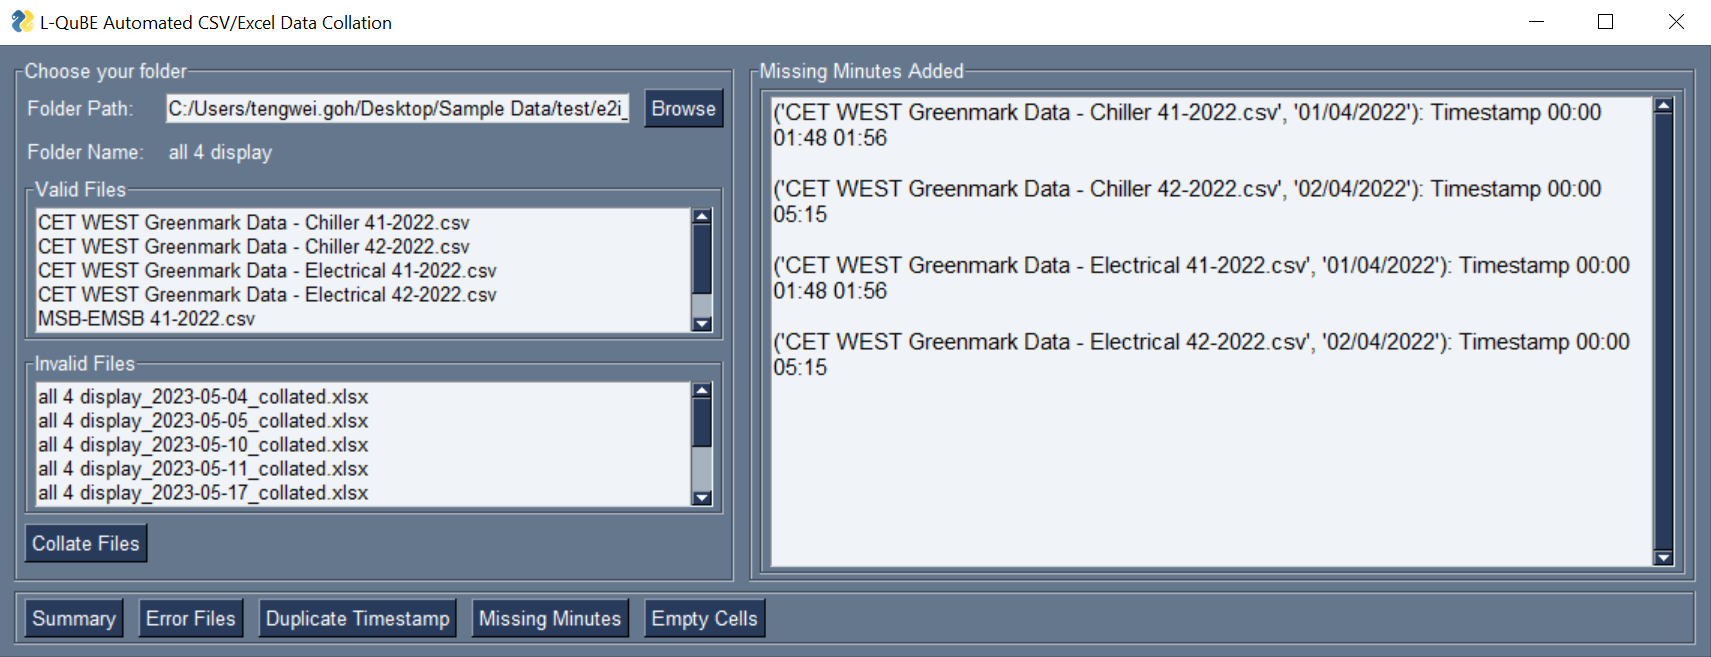 L-QuBE Automated CSV/Excel Data Collation
Choose your folder
Folder Path: C:/Users/tengwei.goh/Desktop/Sample Data/test/e2i_ Browse
Folder Name: all 4 display
Valid Files
CET WEST Greenmark Data - Chiller 41-2022.csv
CET WEST Greenmark Data - Chiller 42-2022.csv
CET WEST Greenmark Data - Electrical 41-2022.csv
CET WEST Greenmark Data - Electrical 42-2022.csv
MSB-EMSB 41-2022.csv
Invalid Files
all 4 display_2023-05-04_collated.xlsx
all 4 display_2023-05-05_collated.xlsx
all 4 display_2023-05-10_collated.xlsx
all 4 display_2023-05-11_collated.xlsx
all 4 display_2023-05-17_collated.xlsx
Collate Files
Missing Minutes Added
('CET WEST Greenmark Data - Chiller 41-2022.csv', '01/04/2022'): Timestamp 00:00
01:48 01:56
('CET WEST Greenmark Data - Chiller 42-2022.csv', '02/04/2022'): Timestamp 00:00
05:15
('CET WEST Greenmark Data - Electrical 41-2022.csv', '01/04/2022'): Timestamp 00:00
01:48 01:56
('CET WEST Greenmark Data - Electrical 42-2022.csv', '02/04/2022'): Timestamp 00:00
05:15
Summary Error Files Duplicate Timestamp Missing Minutes Empty Cells